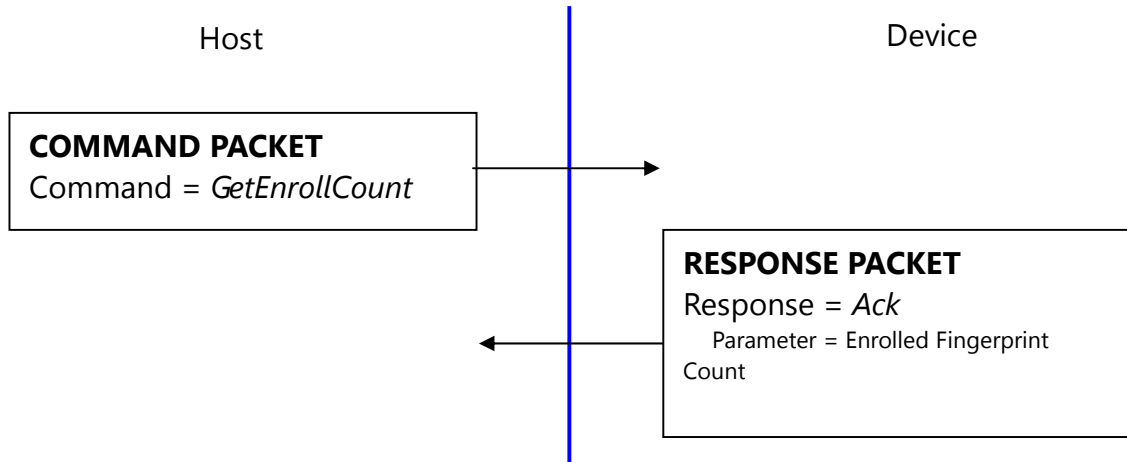 Host
Device
COMMAND PACKET
Command = GetEnrollCount
RESPONSE PACKET
Response = Ack
Parameter = Enrolled Fingerprint
Count